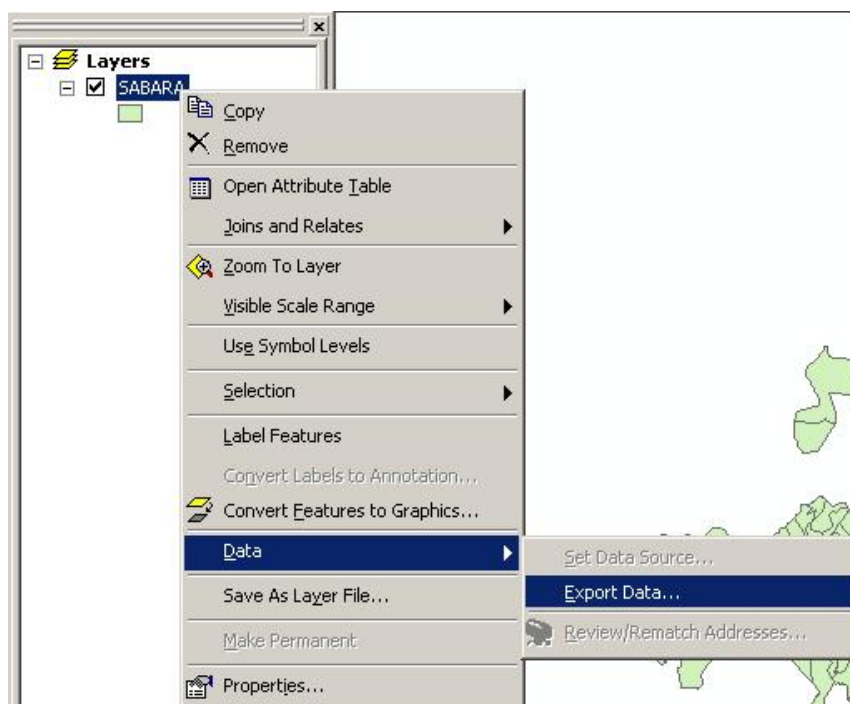 Layers
SABARA
Copy
Remove
Open Attribute Table
Joins and Relates
Zoom To Layer
Visible Scale Range
Use Symbol Levels
Selection
Label Features
Convert Labels to Annotation...
Convert Features to Graphics...
Data
Set Data Source...
Export Data...
Save As Layer File...
Review/Rematch Addresses...
Make Permanent
Properties...